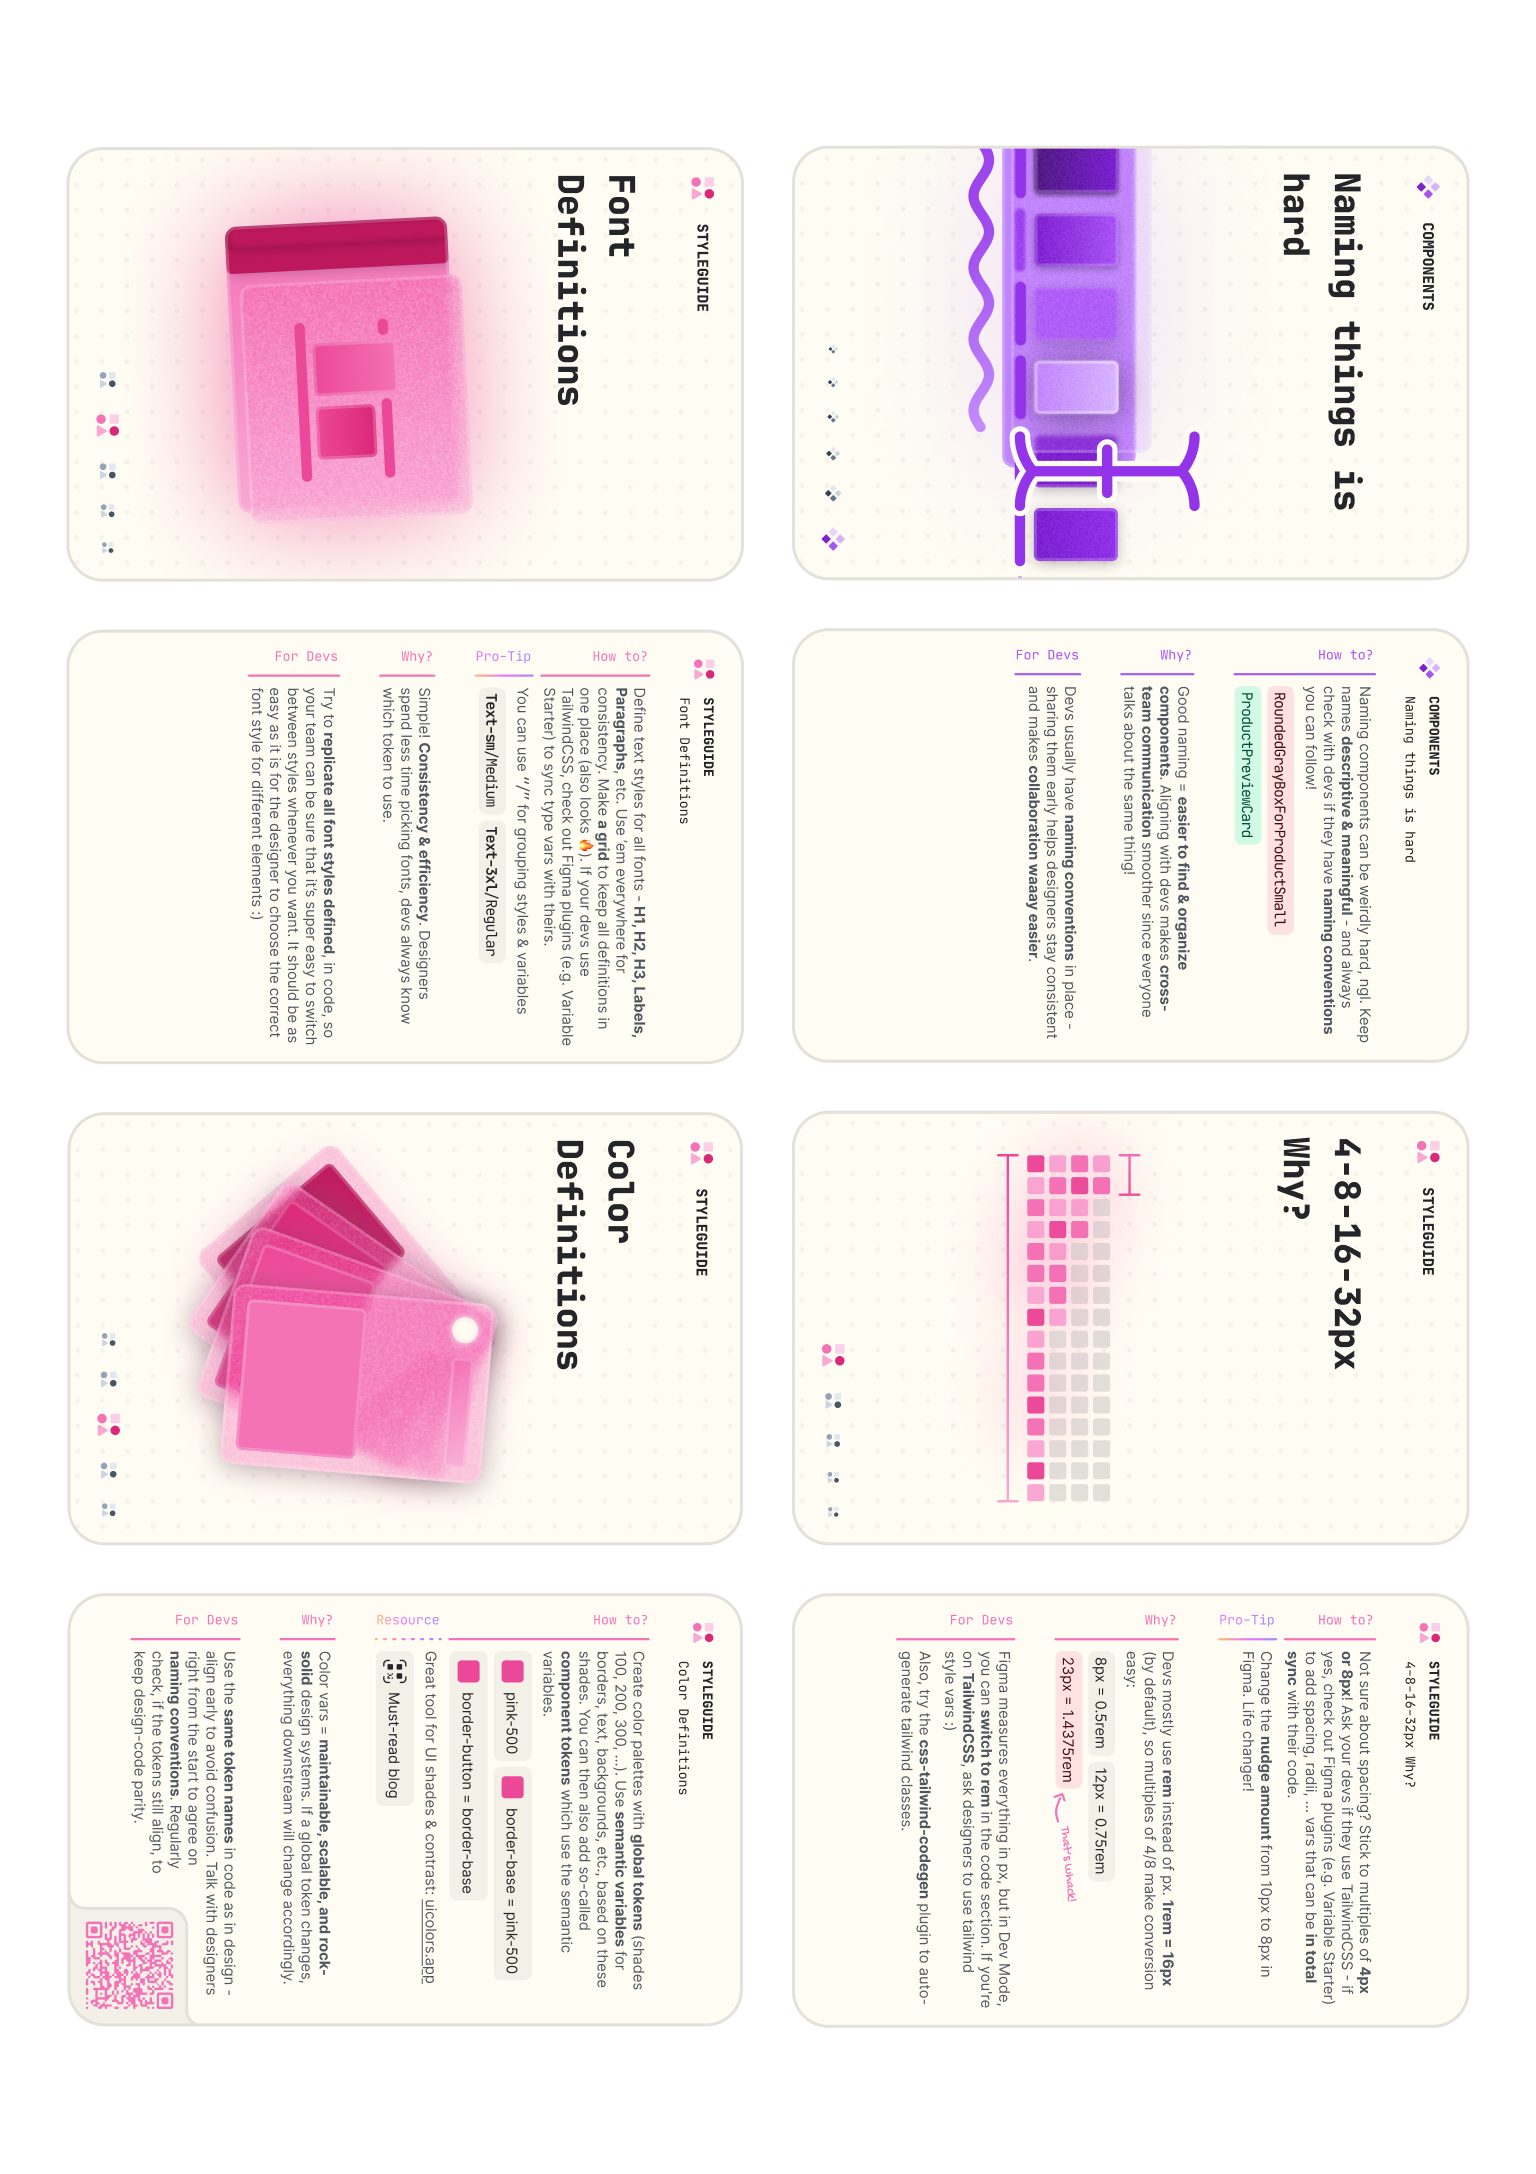 COMPONENTS
Naming things is
hard
COMPONENTS
Naming things is hard
How to?
Naming components can be weirdly hard, ngl. Keep
names descriptive & meaningful - and always
check with devs if they have naming conventions
you can follow!
RoundedGrayBoxForProductSmall
ProductPreviewCard
Why?
Good naming = easier to find & organize
components. Aligning with devs makes cross-
team communication smoother since everyone
talks about the same thing!
For Devs
Devs usually have naming conventions in place -
sharing them early helps designers stay consistent
and makes collaboration waaay easier.
STYLEGUIDE
4-8-16-32px
Why?
STYLEGUIDE
4-8-16-32px Why?
How to?
Not sure about spacing? Stick to multiples of 4px
or 8px! Ask your devs if they use TailwindCSS - if
yes, check out Figma plugins (e.g. Variable Starter)
to add spacing, radii, ... vars that can be in total
sync with their code.
Pro-Tip
Change the nudge amount from 10px to 8px in
Figma. Life changer!
Why?
Devs mostly use rem instead of px. 1rem = 16px
(by default), so multiples of 4/8 make conversion
easy:
8px = 0.5rem
12px = 0.75rem
23px = 1.4375rem
That's whack!
For Devs
Figma measures everything in px, but in Dev Mode,
you can switch to rem in the code section. If you're
on TailwindCSS, ask designers to use tailwind
style vars :)
Also, try the css-tailwind-codegen plugin to auto-
generate tailwind classes.
STYLEGUIDE
Font
Definitions
STYLEGUIDE
Font Definitions
How to?
Define text styles for all fonts - H1, H2, H3, Labels,
Paragraphs, etc. Use 'em everywhere for
consistency. Make a grid to keep all definitions in
one place (also looks 🔥). If your devs use
TailwindCSS, check out Figma plugins (e.g. Variable
Starter) to sync type vars with theirs.
Pro-Tip
You can use “/” for grouping styles & variables
Text-sm/Medium
Text-3xl/Regular
Why?
Simple! Consistency & efficiency. Designers
spend less time picking fonts, devs always know
which token to use.
For Devs
Try to replicate all font styles defined, in code, so
your team can be sure that it's super easy to switch
between styles whenever you want. It should be as
easy as it is for the designer to choose the correct
font style for different elements :)
STYLEGUIDE
Color
Definitions
STYLEGUIDE
Color Definitions
How to?
Create color palettes with global tokens (shades
100, 200, 300, ...). Use semantic variables for
borders, text, backgrounds, etc., based on these
shades. You can then also add so-called
component tokens which use the semantic
variables.
pink-500
border-base = pink-500
border-button = border-base
Resource
Great tool for UI shades & contrast: uicolors.app
Must-read blog
Why?
Color vars = maintainable, scalable, and rock-
solid design systems. If a global token changes,
everything downstream will change accordingly.
For Devs
Use the same token names in code as in design -
align early to avoid confusion. Talk with designers
right from the start to agree on
naming conventions. Regularly
check, if the tokens still align, to
keep design-code parity.